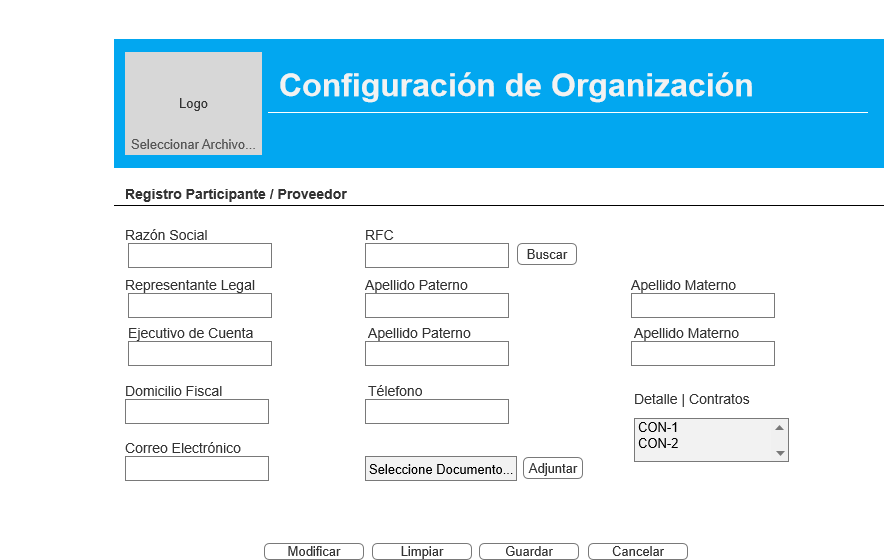 Logo
Seleccionar Archivo...
Configuración de Organización
Registro Participante / Proveedor
Razón Social
RFC
Buscar
Representante Legal
Apellido Paterno
Apellido Materno
Ejecutivo de Cuenta
Apellido Paterno
Apellido Materno
Domicilio Fiscal
Télefono
Detalle | Contratos
CON-1
CON-2
Correo Electrónico
Seleccione Documento...
Adjuntar
Modificar
Limpiar
Guardar
Cancelar